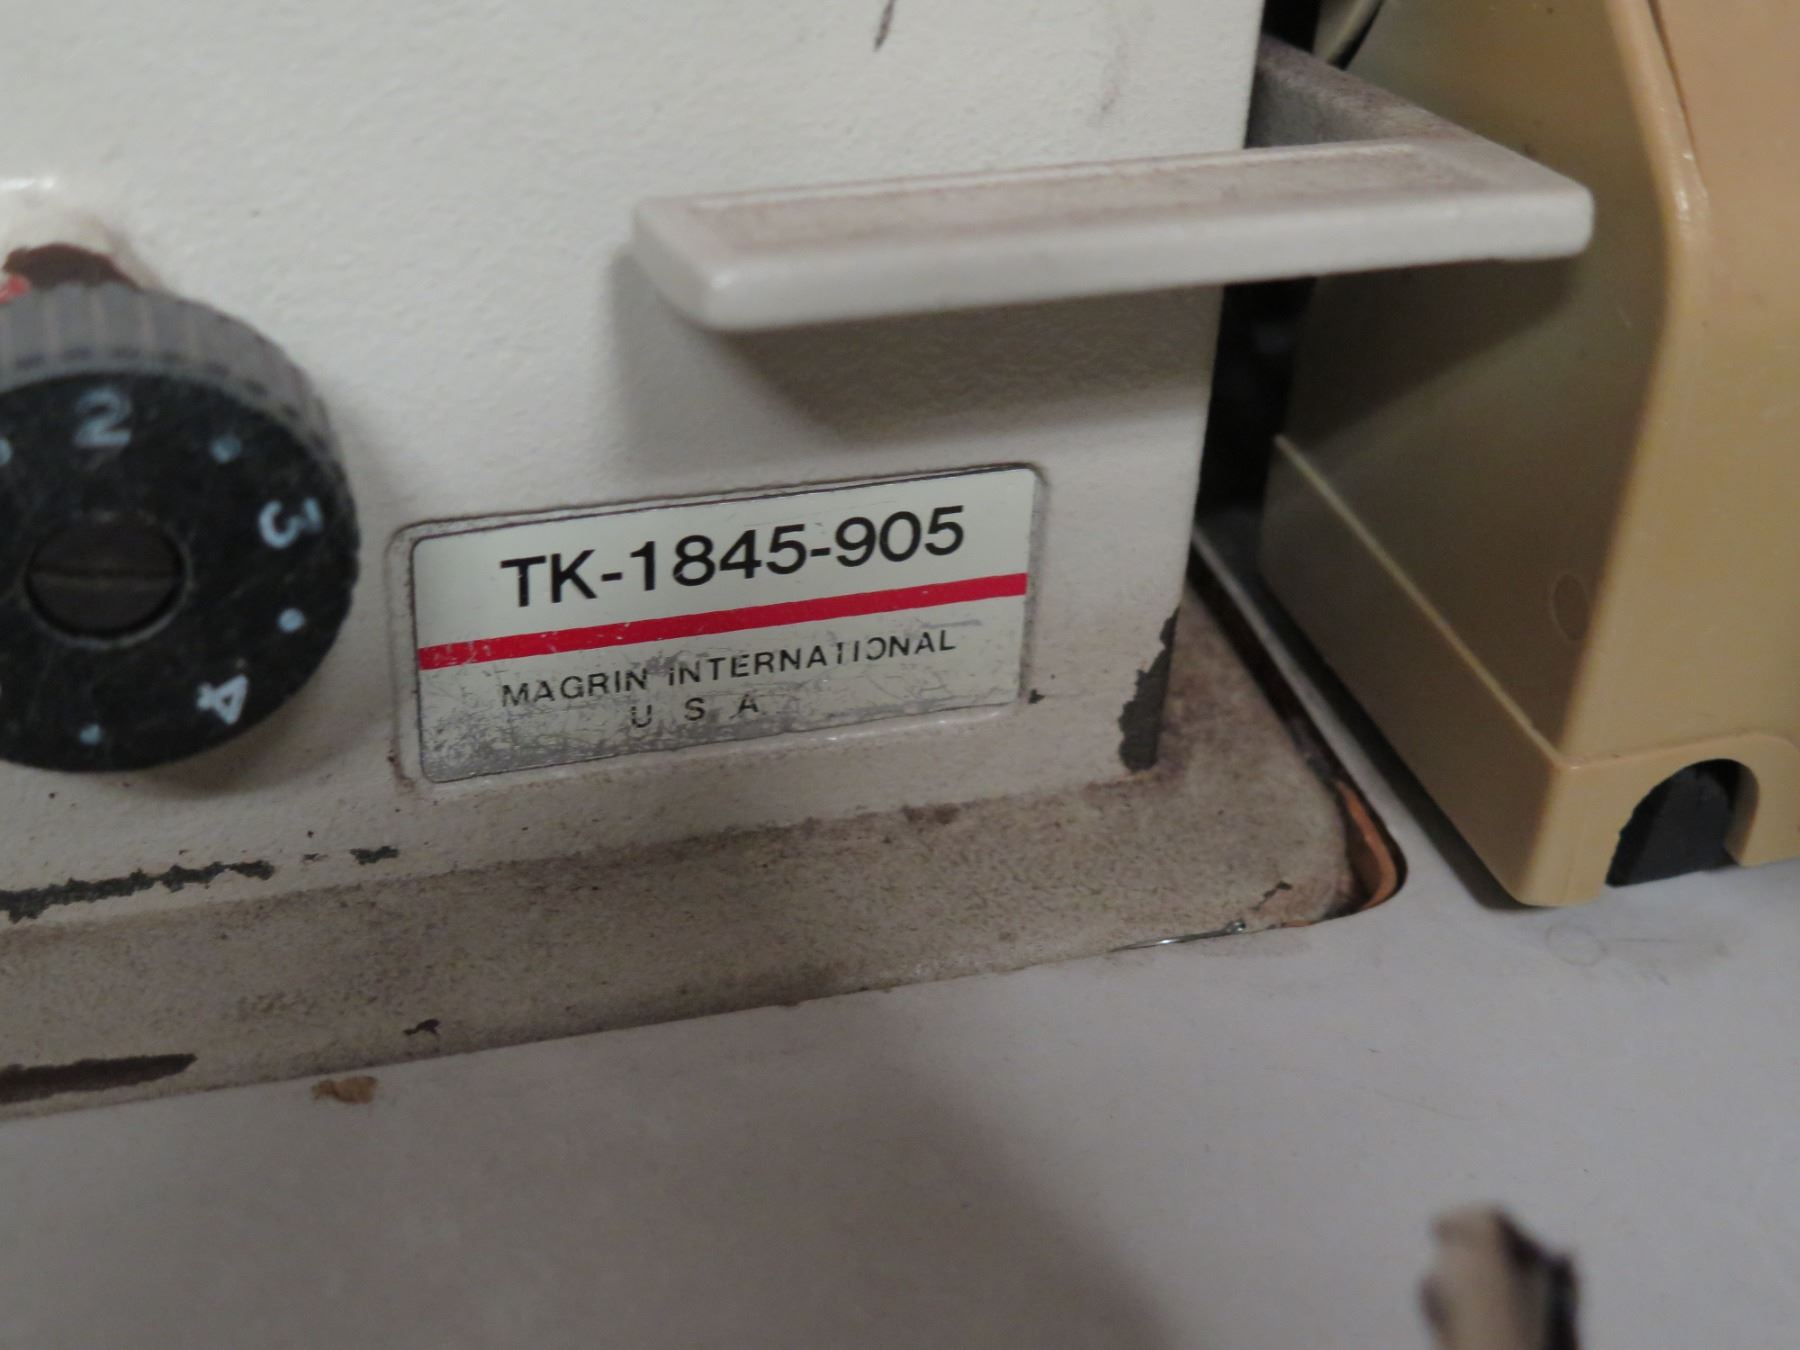 2
3
4
TK-1845-905
MAGRIN INTERNATIONAL
U S A